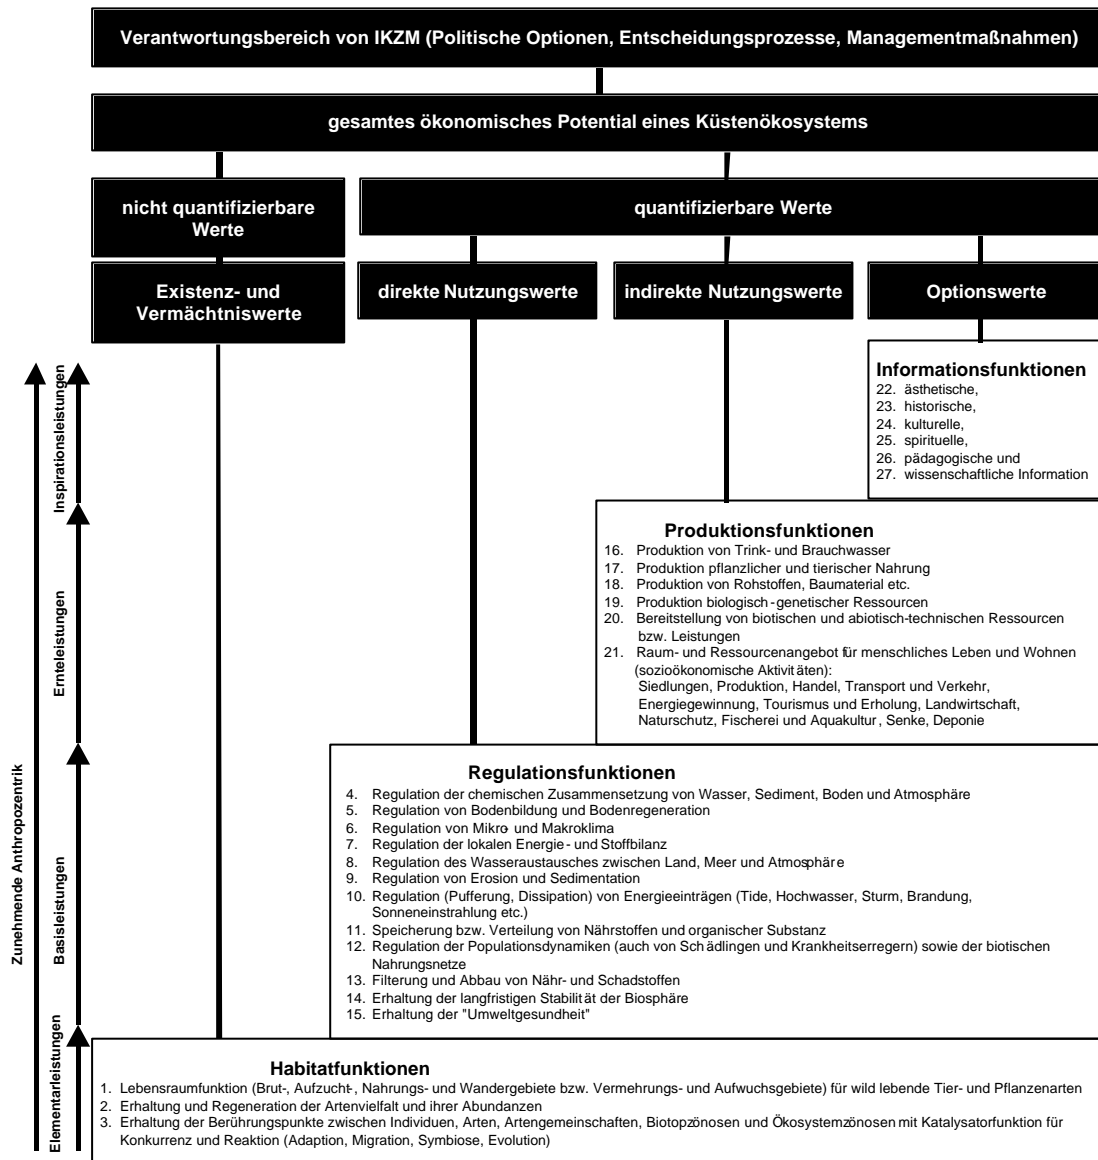 Verantwortungsbereich von IKZM (Politische Optionen, Entscheidungsprozesse, Managementmaßnahmen)
gesamtes ökonomisches Potential eines Küstenökosystems
nicht quantifizierbare
Werte
quantifizierbare Werte
Existenz- und
Vermächtniswerte
direkte Nutzungswerte
indirekte Nutzungswerte
Optionswerte
Zunehmende Anthropozentrik
Inspirationsleistungen
Ernteleistungen
Basisleistungen
Elementarleistungen
Informationsfunktionen
22. ästhetische,
23. historische,
24. kulturelle,
25. spirituelle,
26. pädagogische und
27. wissenschaftliche Information
Produktionsfunktionen
16. Produktion von Trink- und Brauchwasser
17. Produktion pflanzlicher und tierischer Nahrung
18. Produktion von Rohstoffen, Baumaterial etc.
19. Produktion biologisch-genetischer Ressourcen
20. Bereitstellung von biotischen und abiotisch-technischen Ressourcen
bzw. Leistungen
21. Raum- und Ressourcenangebot für menschliches Leben und Wohnen
(sozioökonomische Aktivitäten):
Siedlungen, Produktion, Handel, Transport und Verkehr,
Energiegewinnung, Tourismus und Erholung, Landwirtschaft,
Naturschutz, Fischerei und Aquakultur, Senke, Deponie
Regulationsfunktionen
4. Regulation der chemischen Zusammensetzung von Wasser, Sediment, Boden und Atmosphäre
5. Regulation von Bodenbildung und Bodenregeneration
6. Regulation von Mikro- und Makroklima
7. Regulation der lokalen Energie- und Stoffbilanz
8. Regulation des Wasseraustausches zwischen Land, Meer und Atmosphäre
9. Regulation von Erosion und Sedimentation
10. Regulation (Pufferung, Dissipation) von Energieeinträgen (Tide, Hochwasser, Sturm, Brandung,
Sonneneinstrahlung etc.)
11. Speicherung bzw. Verteilung von Nährstoffen und organischer Substanz
12. Regulation der Populationsdynamiken (auch von Schädlingen und Krankheitserregern) sowie der biotischen
Nahrungsnetze
13. Filterung und Abbau von Nähr- und Schadstoffen
14. Erhaltung der langfristigen Stabilität der Biosphäre
15. Erhaltung der "Umweltgesundheit"
Habitatfunktionen
1. Lebensraumfunktion (Brut-, Aufzucht-, Nahrungs- und Wandergebiete bzw. Vermehrungs- und Aufwuchsgebiete) für wild lebende Tier- und Pflanzenarten
2. Erhaltung und Regeneration der Artenvielfalt und ihrer Abundanzen
3. Erhaltung der Berührungspunkte zwischen Individuen, Arten, Artengemeinschaften, Biotopzönosen und Ökosystemzönosen mit Katalysatorfunktion für
Konkurrenz und Reaktion (Adaption, Migration, Symbiose, Evolution)